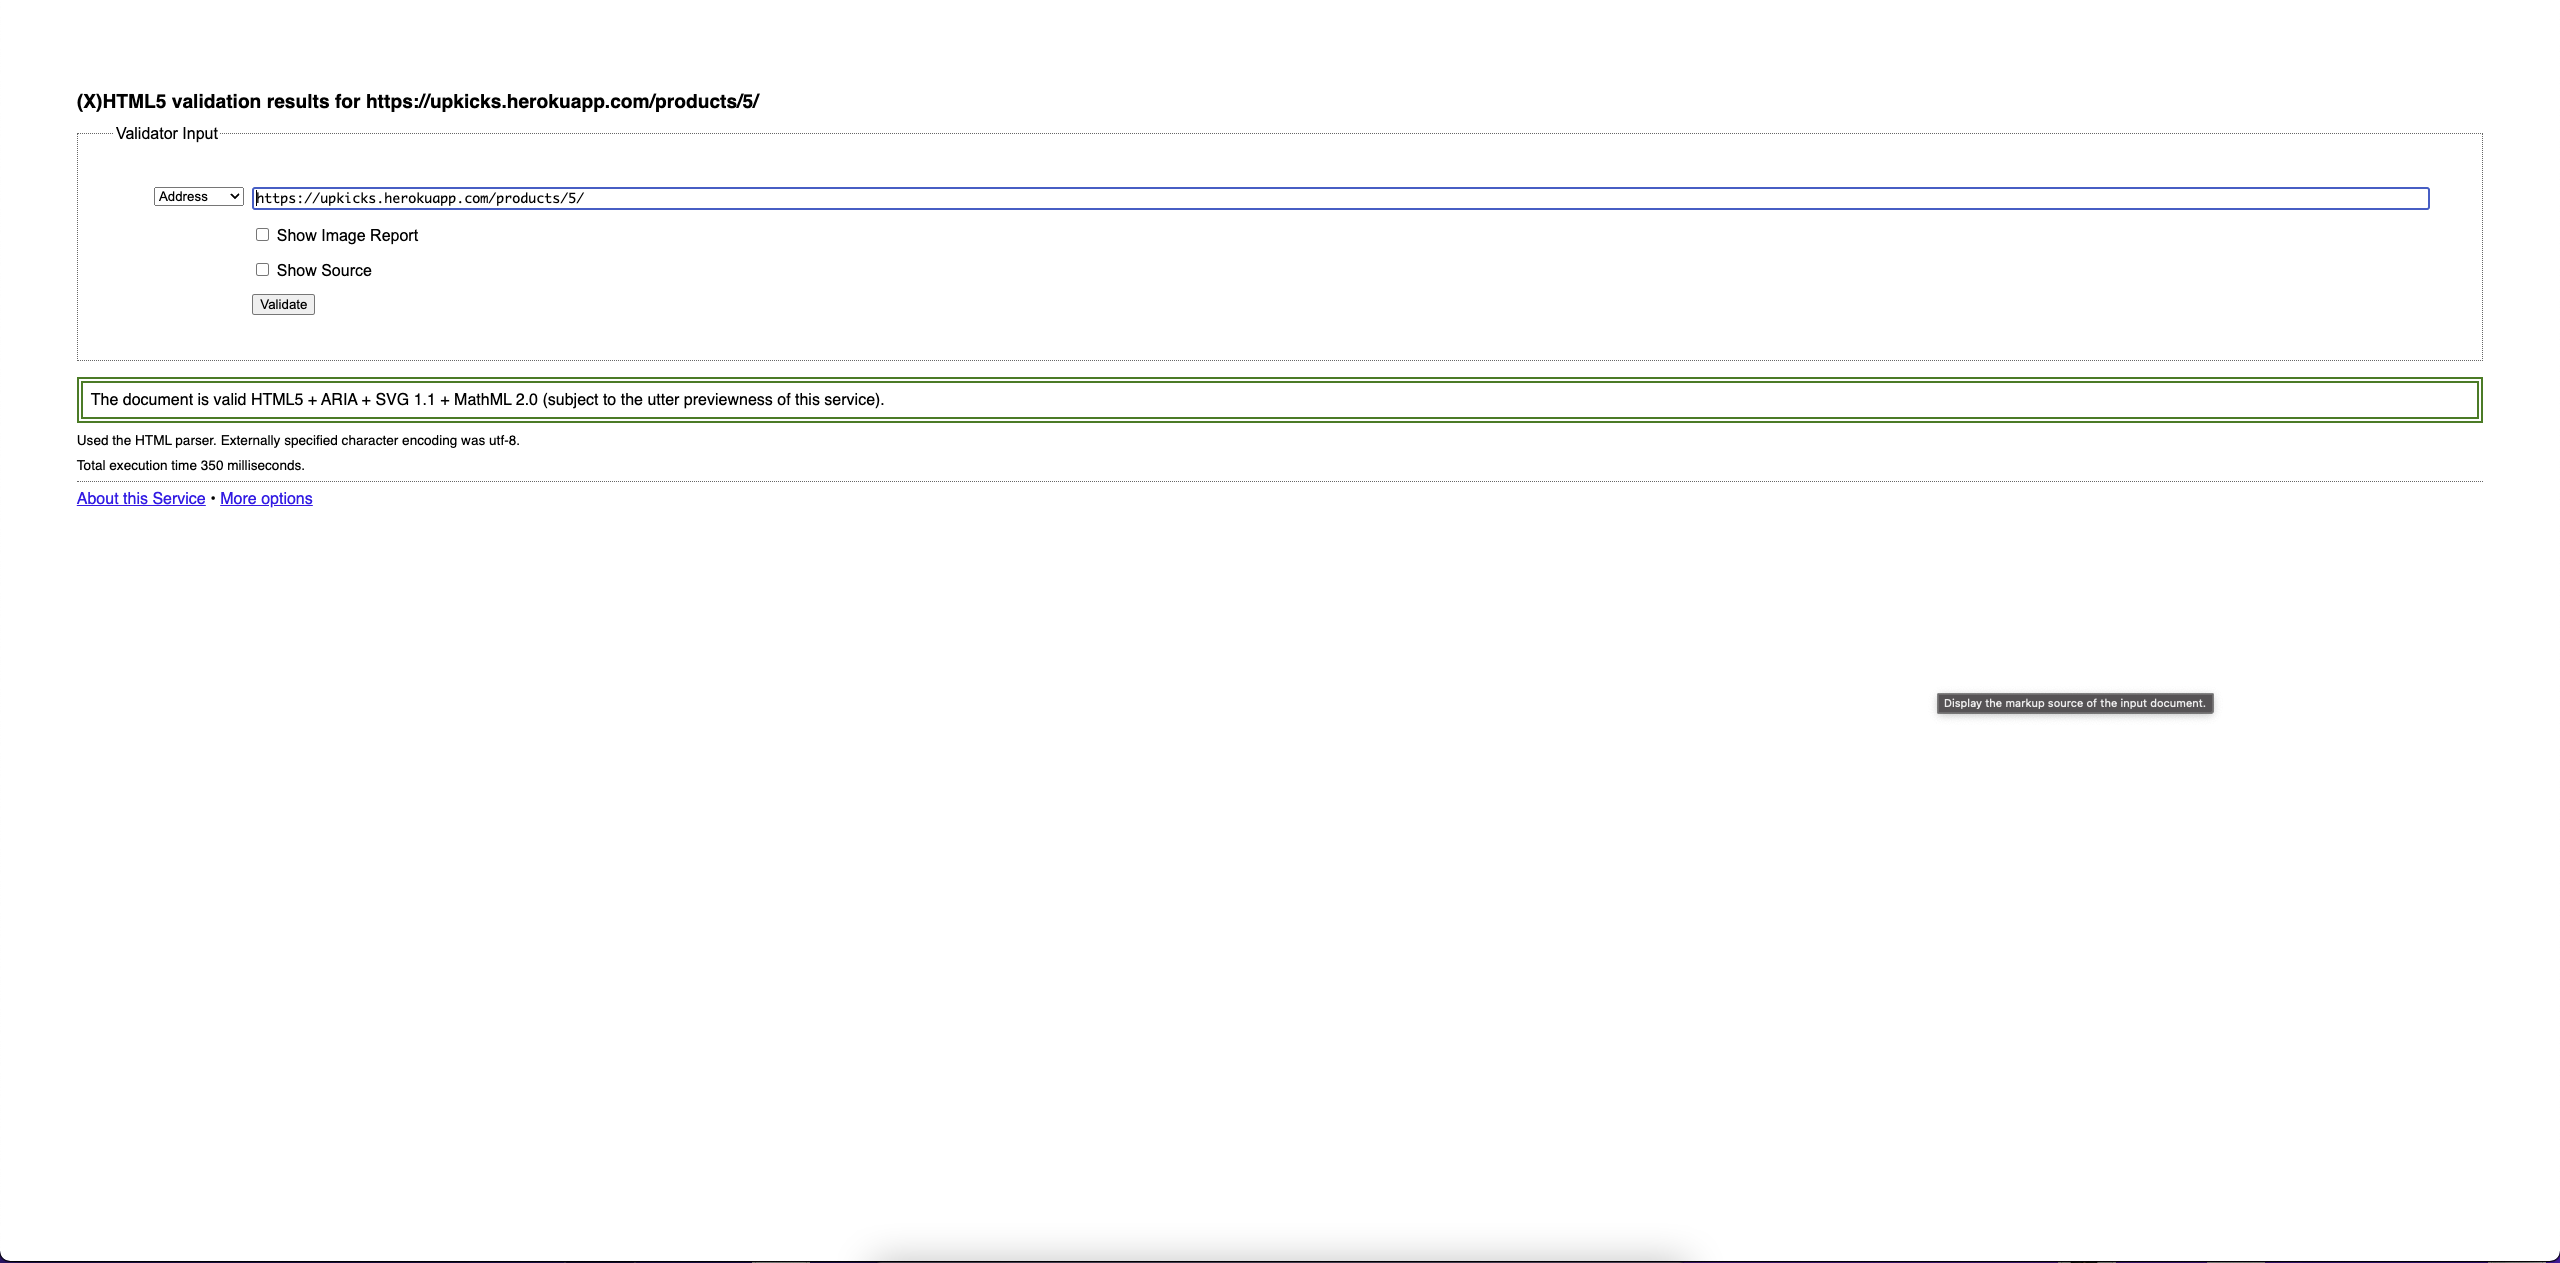 (X)HTML5 validation results for https://upkicks.herokuapp.com/products/5/
Validator Input
Address https://upkicks.herokuapp.com/products/5/
Show Image Report
Show Source
Validate
The document is valid HTML5 + ARIA + SVG 1.1 + MathML 2.0 (subject to the utter previewness of this service).
Used the HTML parser. Externally specified character encoding was utf-8.
Total execution time 350 milliseconds.
About this Service • More options
Display the markup source of the input document.